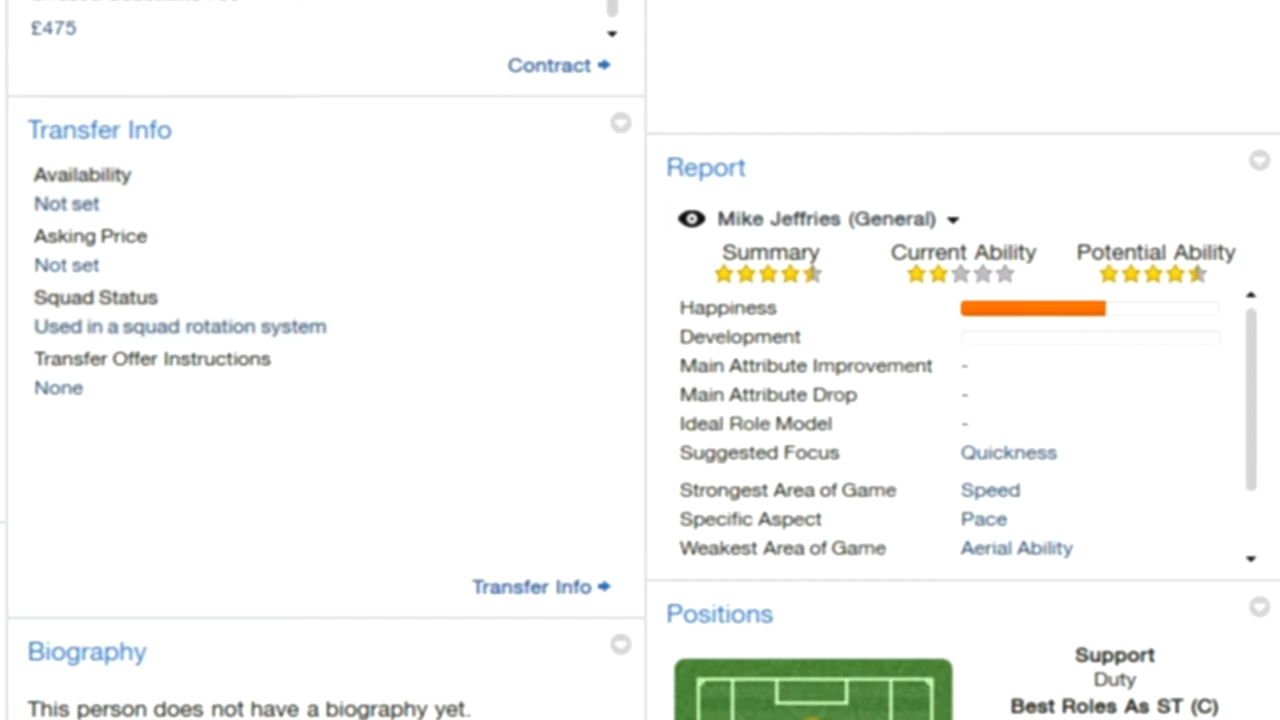 £475
Contract
Transfer Info
Availability
Not set
Asking Price
Not set
Squad Status
Used in a squad rotation system
Transfer Offer Instructions
None
Transfer Info
Biography
This person does not have a biography yet.
Report
Mike Jeffries (General)
Summary Current Ability Potential Ability
Happiness
Development
Main Attribute Improvement -
Main Attribute Drop -
Ideal Role Model -
Suggested Focus Quickness
Strongest Area of Game Speed
Specific Aspect Pace
Weakest Area of Game Aerial Ability
Positions
Support
Duty
Best Roles As ST (C)